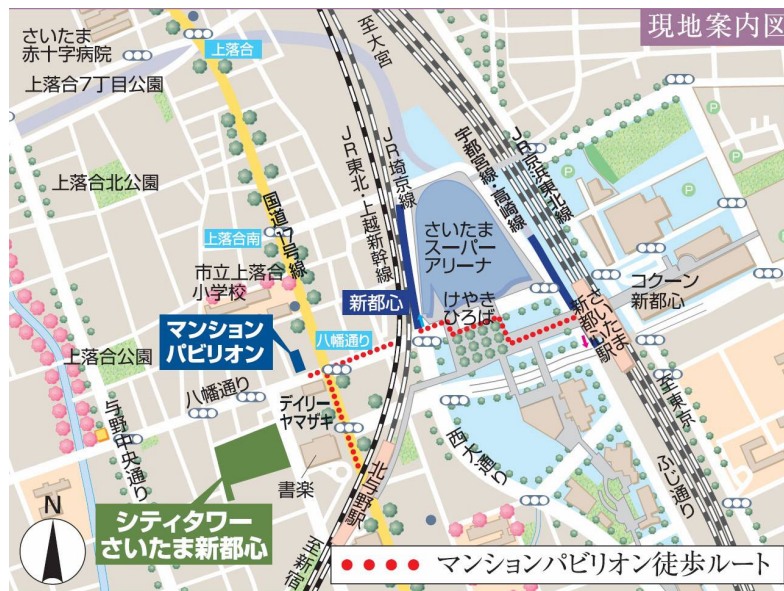 現地案内図
さいたま
赤十字病院
上落合
至大宮
上落合7丁目公園
P
JR東北・上越新幹線
JR埼京線
宇都宮線・高崎線
JR京浜東北線
P
上落合北公園
国道17号線
上落合南
さいたま
スーパー
アリーナ
P
市立上落合
小学校
新都心
けやき
ひろば
コクーン
新都心
さいたま
新都心駅
マンション
パビリオン
八幡通り
上落合公園
八幡通り
デイリー
ヤマザキ
至東京
与野中央通り
西大通り
ふじ通り
北与野駅
書楽
シティタワー
さいたま新都心
至新宿
N
マンションパビリオン徒歩ルート